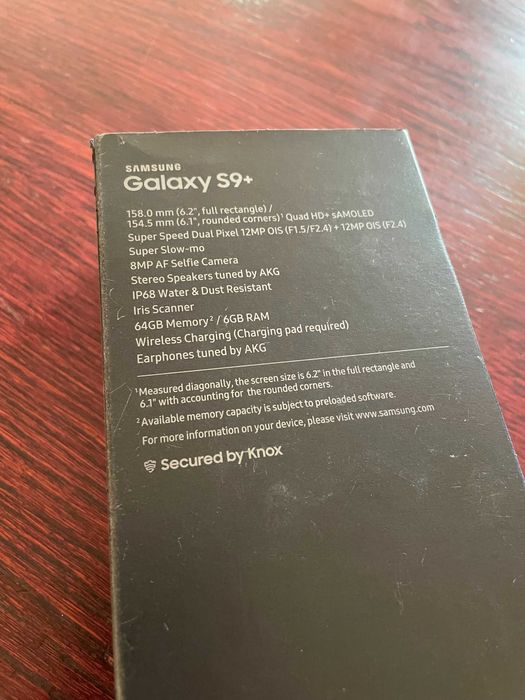 SAMSUNG
Galaxy S9+
158.0 mm (6.2", full rectangle) /
154.5 mm (6.1", rounded corners)¹ Quad HD+ sAMOLED
Super Speed Dual Pixel 12MP OIS (F1.5/F2.4) + 12MP OIS (F2.4)
Super Slow-mo
8MP AF Selfie Camera
Stereo Speakers tuned by AKG
IP68 Water & Dust Resistant
Iris Scanner
64GB Memory² / 6GB RAM
Wireless Charging (Charging pad required)
Earphones tuned by AKG
¹Measured diagonally, the screen size is 6.2" in the full rectangle and
6.1" with accounting for the rounded corners.
² Available memory capacity is subject to preloaded software.
For more information on your device, please visit www.samsung.com
Secured by Knox